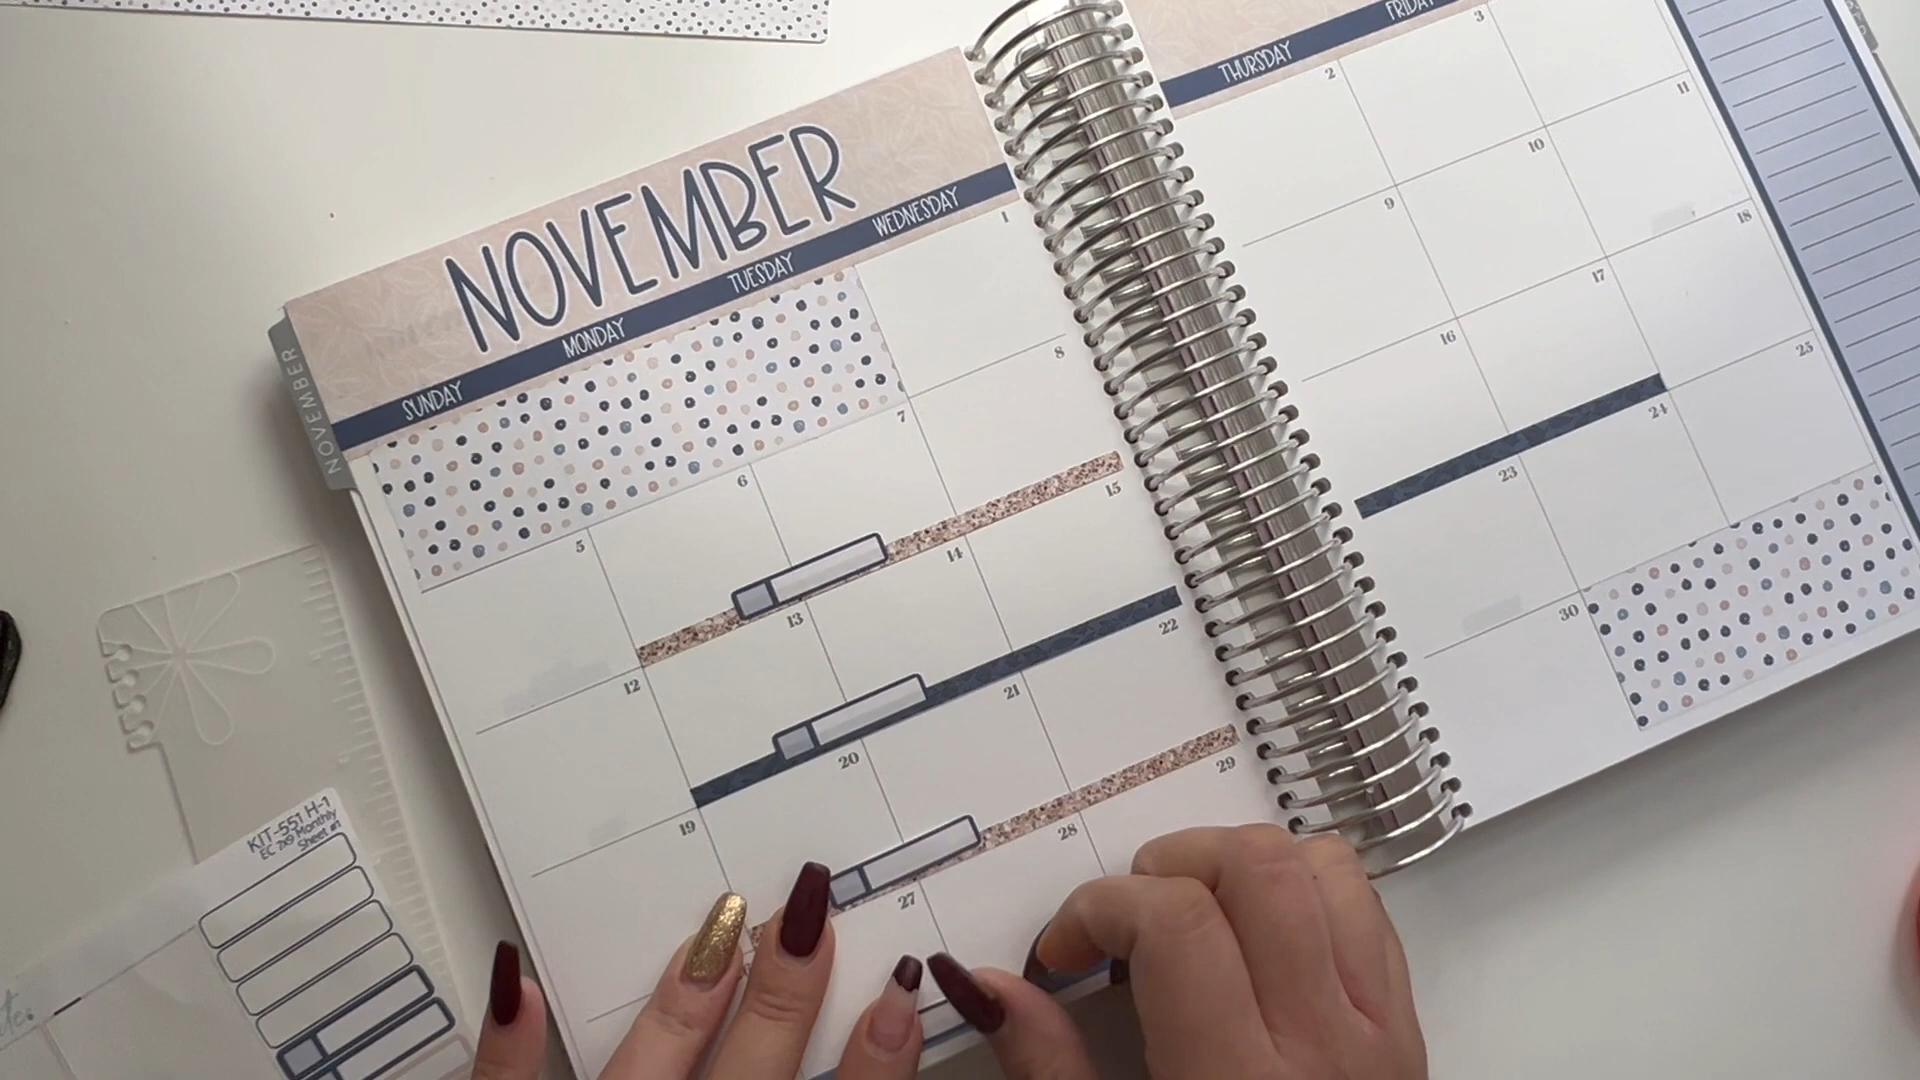 NOVEMBER
SUNDAY MONDAY TUESDAY WEDNESDAY THURSDAY FRIDAY
NOVEMBER
1 2 3
5 6 7 8 9 10 11
12 13 14 15 16 17 18
19 20 21 22 23 24 25
27 28 29 30
KIT-551 H-1
EC 7x9 Monthly
Sheet #1